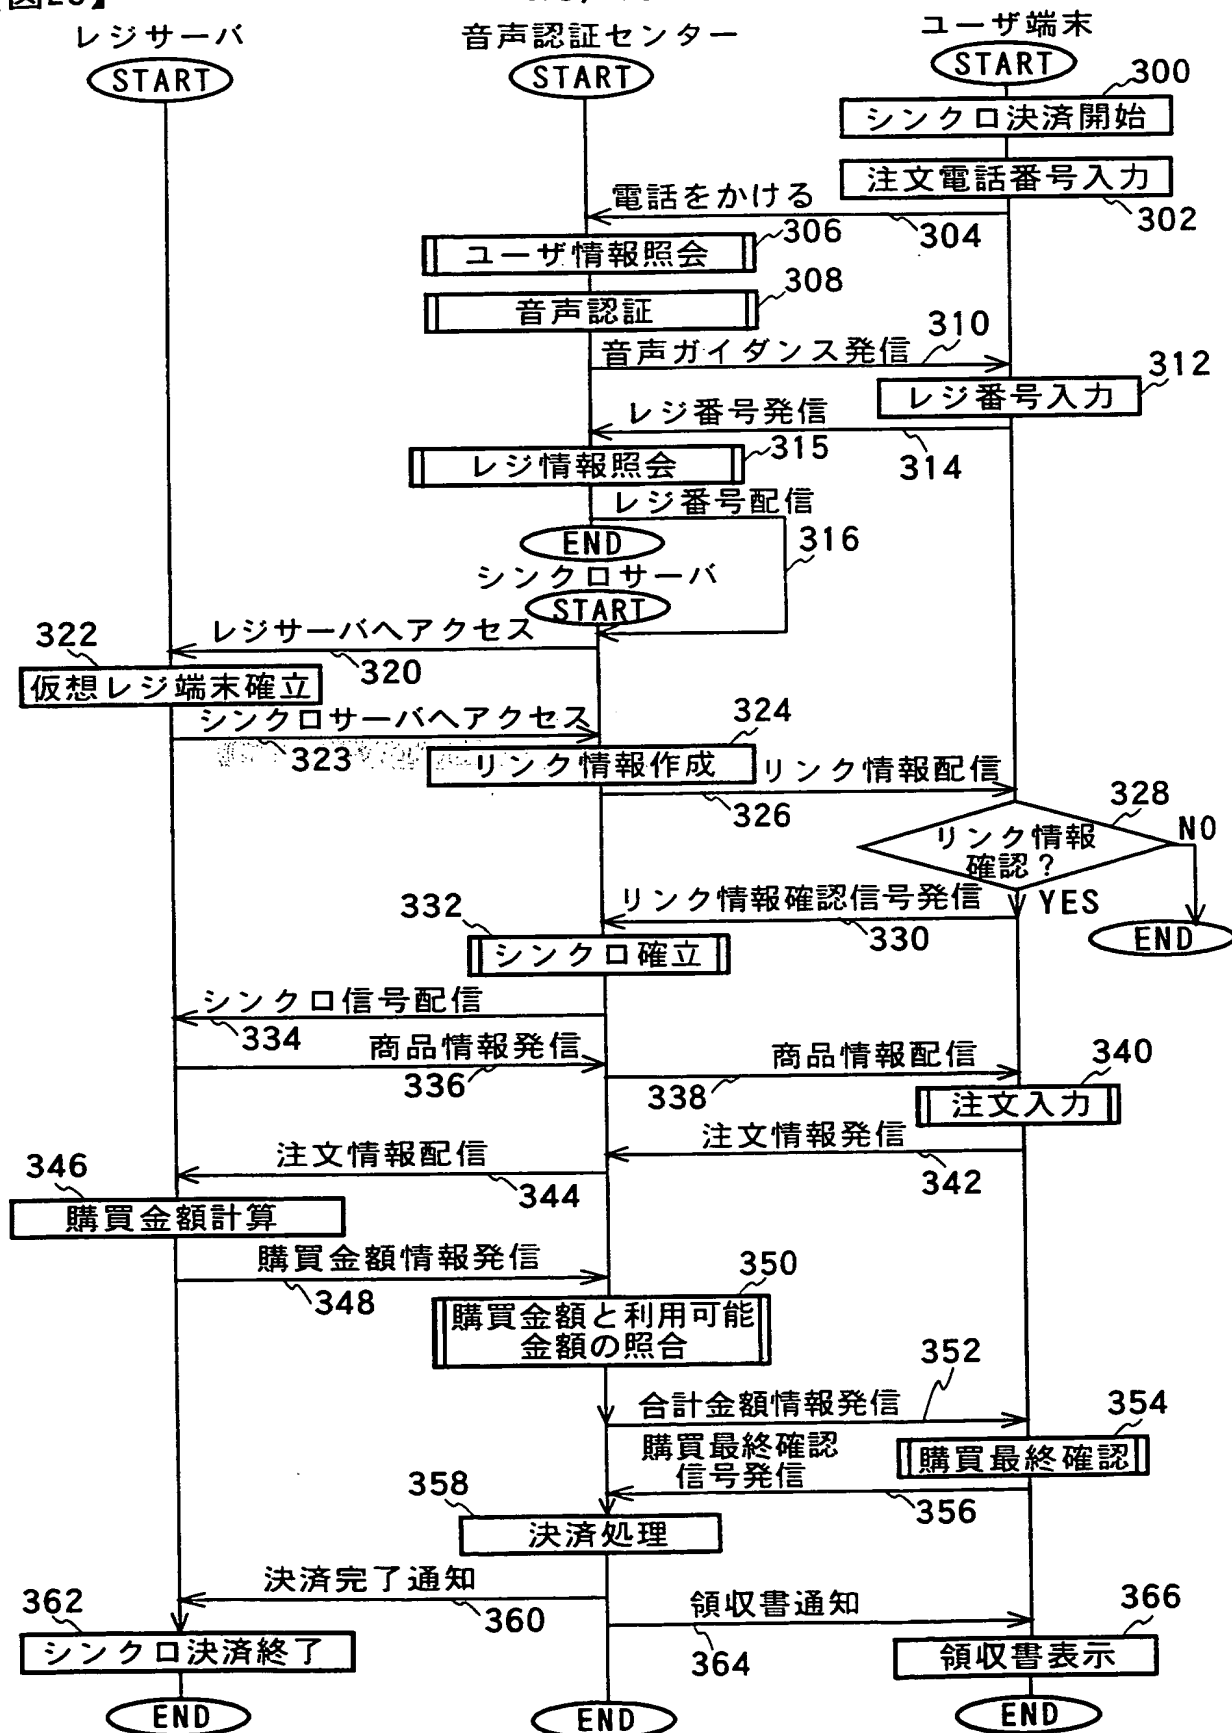 レジサーバ
音声認証センター
ユーザ端末
START
START
START
300
シンクロ決済開始
注文電話番号入力
302
電話をかける
304
306
ユーザ情報照会
308
音声認証
音声ガイダンス発信
310
312
レジ番号入力
レジ番号発信
314
315
レジ情報照会
レジ番号配信
END
316
シンクロサーバ
START
322
レジサーバへアクセス
320
仮想レジ端末確立
シンクロサーバへアクセス
323
324
リンク情報作成
リンク情報配信
326
328
リンク情報
確認?
NO
YES
END
リンク情報確認信号発信
330
332
シンクロ確立
シンクロ信号配信
334
商品情報発信
336
商品情報配信
338
340
注文入力
注文情報発信
342
注文情報配信
344
346
購買金額計算
購買金額情報発信
348
350
購買金額と利用可能
金額の照合
352
合計金額情報発信
354
購買最終確認
購買最終確認
信号発信
356
358
決済処理
決済完了通知
360
領収書通知
364
362
シンクロ決済終了
366
領収書表示
END
END
END